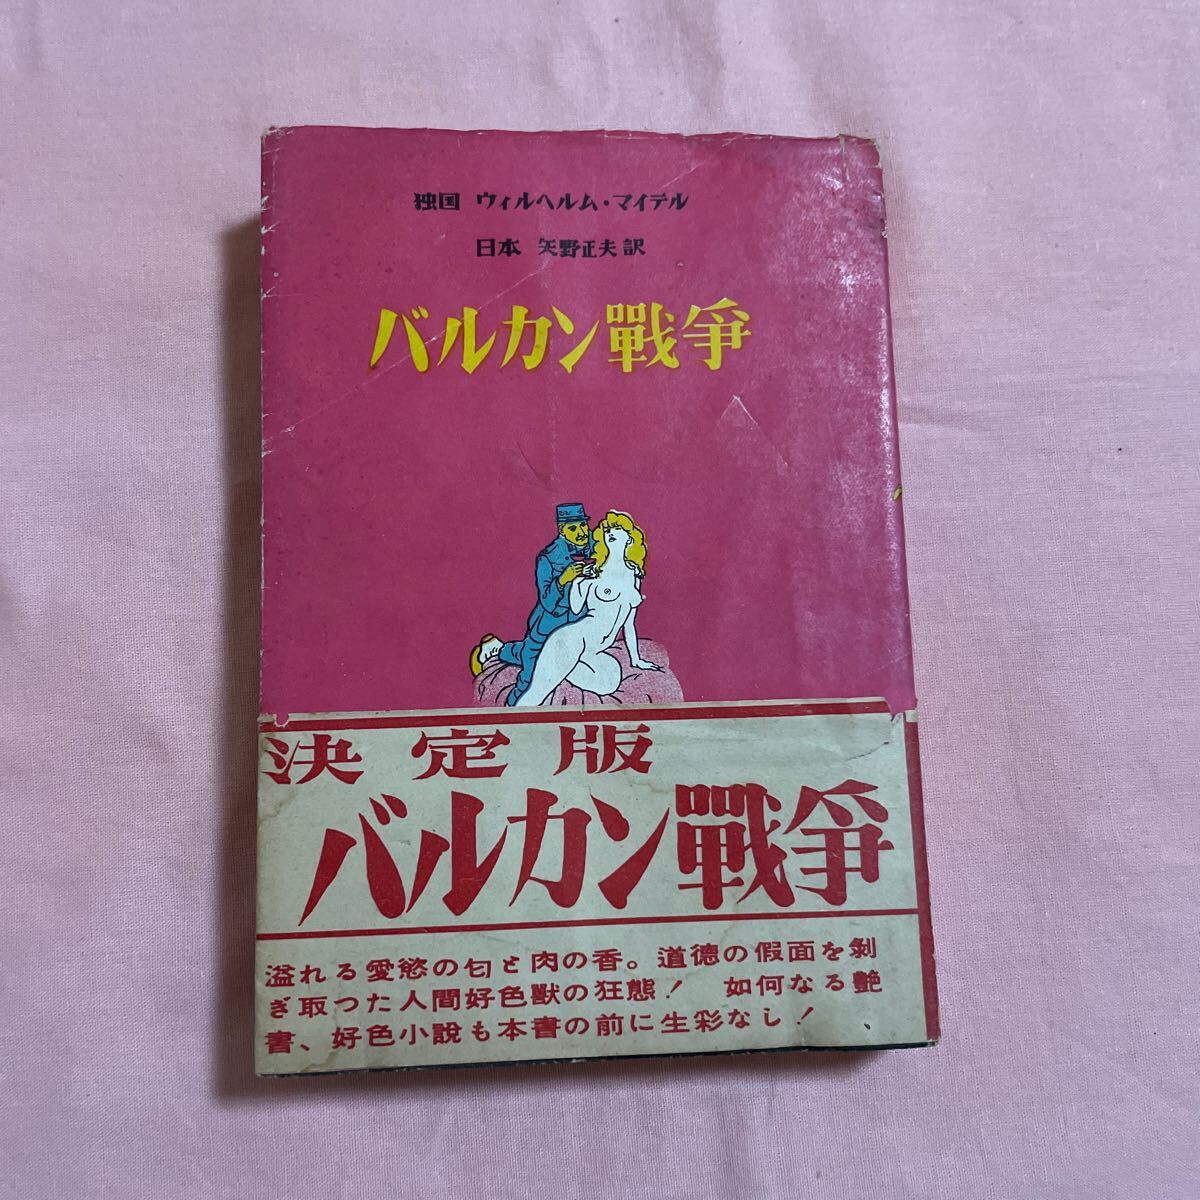 独国 ウィルヘルム・マイテル
日本 矢野正夫訳
バルカン戰爭
決定版
バルカン戰爭
溢れる愛慾の匂と肉の香。道德の假面を剝
ぎ取つた人間好色獸の狂態! 如何なる艶
書、好色小說も本書の前に生彩なし!